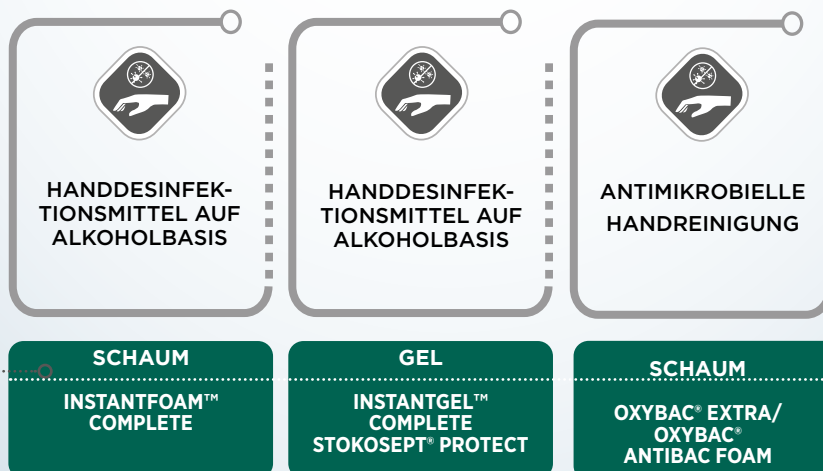 HANDDESINFEK-
TIONSMITTEL AUF
ALKOHOLBASIS
SCHAUM
INSTANTFOAM™
COMPLETE
HANDDESINFEK-
TIONSMITTEL AUF
ALKOHOLBASIS
GEL
INSTANTGEL™
COMPLETE
STOKOSEPT® PROTECT
ANTIMIKROBIELLE
HANDREINIGUNG
SCHAUM
OXYBAC® EXTRA/
OXYBAC®
ANTIBAC FOAM